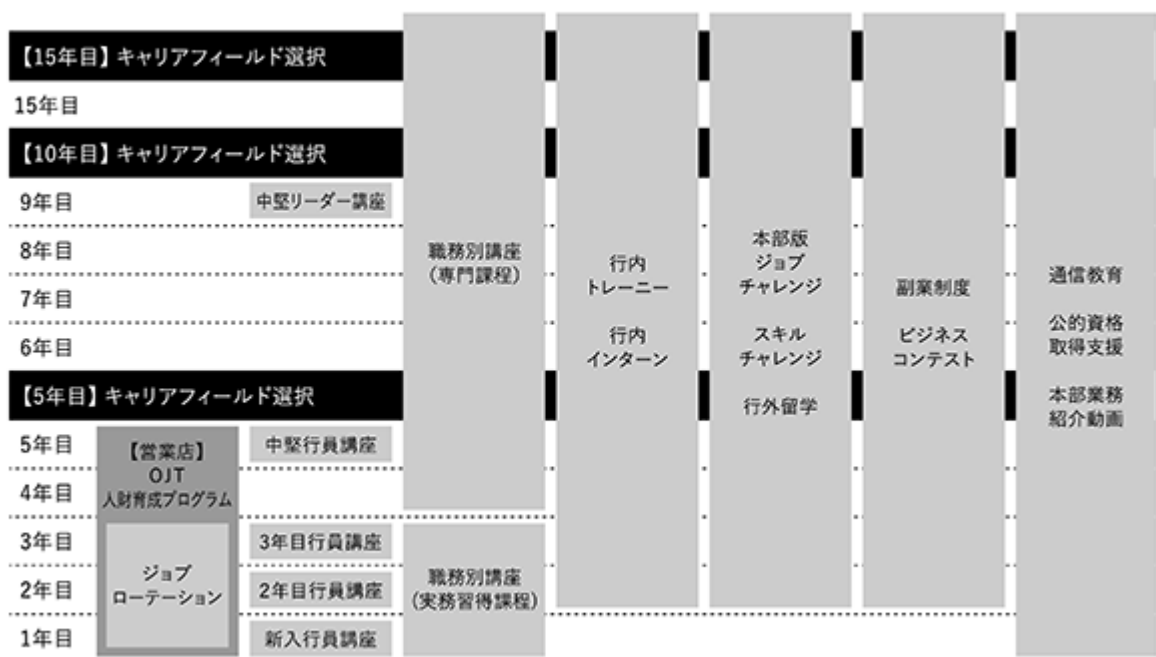 【15年目】キャリアフィールド選択
15年目
【10年目】キャリアフィールド選択
9年目
中堅リーダー講座
8年目
7年目
6年目
【5年目】キャリアフィールド選択
5年目
4年目
3年目
2年目
1年目
【営業店】
OJT
人財育成プログラム
ジョブ
ローテーション
中堅行員講座
3年目行員講座
2年目行員講座
新入行員講座
職務別講座
(専門課程)
職務別講座
(実務習得課程)
行内
トレーニー
行内
インターン
本部版
ジョブ
チャレンジ
スキル
チャレンジ
行外留学
副業制度
ビジネス
コンテスト
通信教育
公的資格
取得支援
本部業務
紹介動画